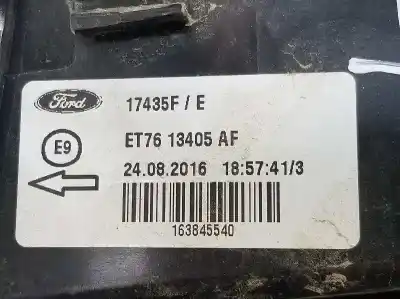 Ford
17435F / E
E9
ET76 13405 AF
24.08.2016 18:57:41/3
163845540